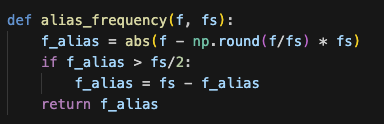 def alias_frequency(f, fs):
    f_alias = abs(f - np.round(f/fs) * fs)
    if f_alias > fs/2:
        f_alias = fs - f_alias
    return f_alias